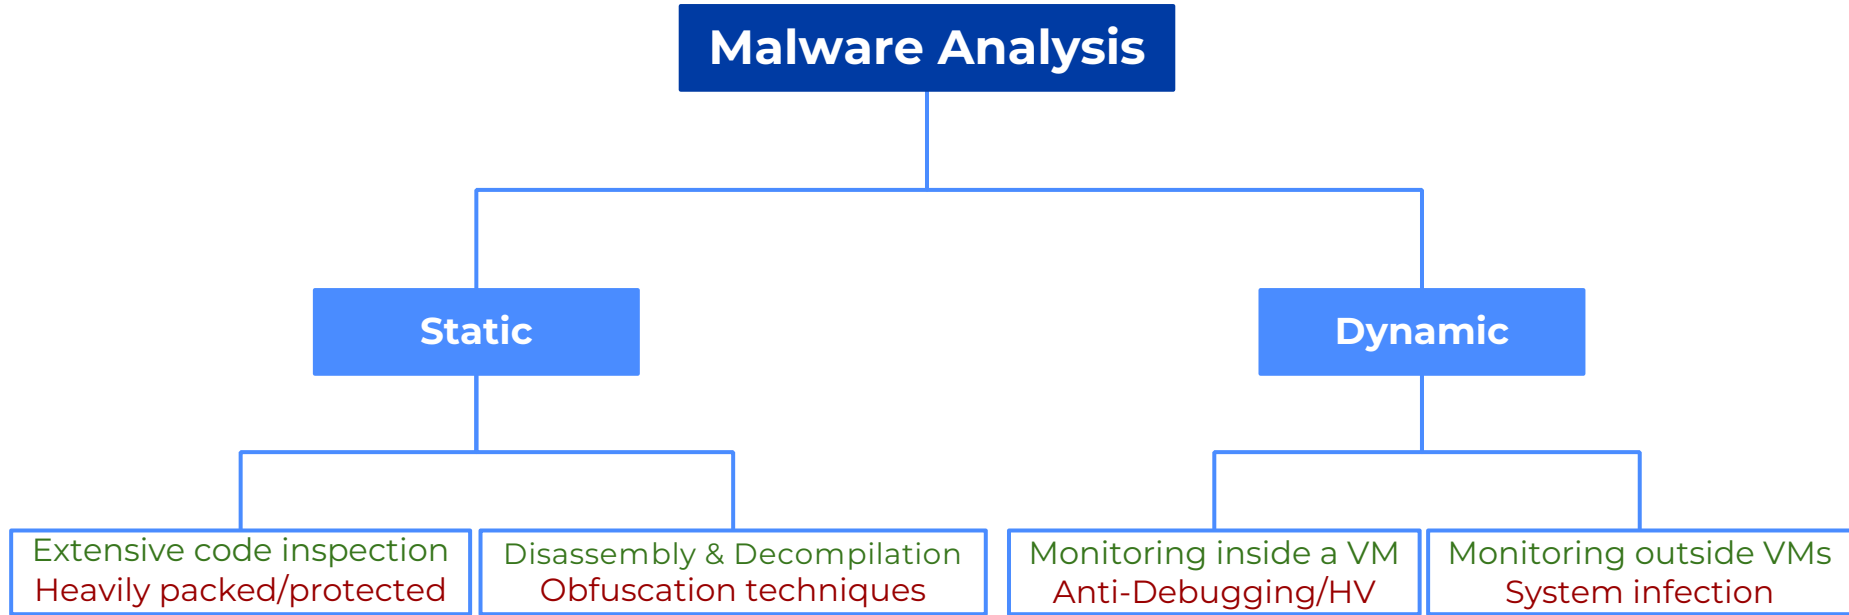 Malware Analysis
Static
Dynamic
Extensive code inspection
Heavily packed/protected
Disassembly & Decompilation
Obfuscation techniques
Monitoring inside a VM
Anti-Debugging/HV
Monitoring outside VMs
System infection